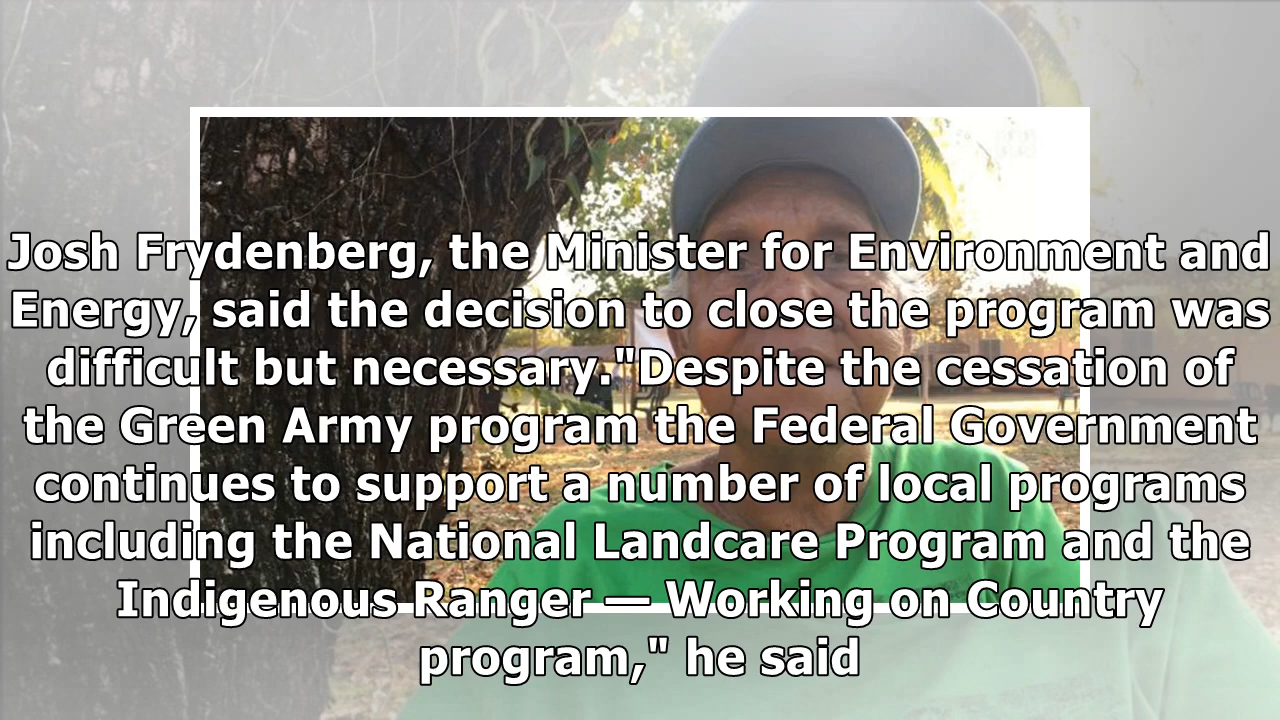 Josh Frydenberg, the Minister for Environment and
Energy, said the decision to close the program was
difficult but necessary."Despite the cessation of
the Green Army program the Federal Government
continues to support a number of local programs
including the National Landcare Program and the
Indigenous Ranger — Working on Country
program," he said